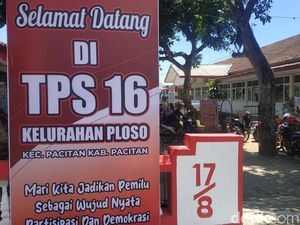 Selamat Datang
DI
TPS 16
KELURAHAN PLOSO
KEC. PACITAN KAB. PACITAN
Mari Kita Jadikan Pemilu
Sebagai Wujud Nyata
Partisipasi Dan Demokrasi
17/8
detikcom